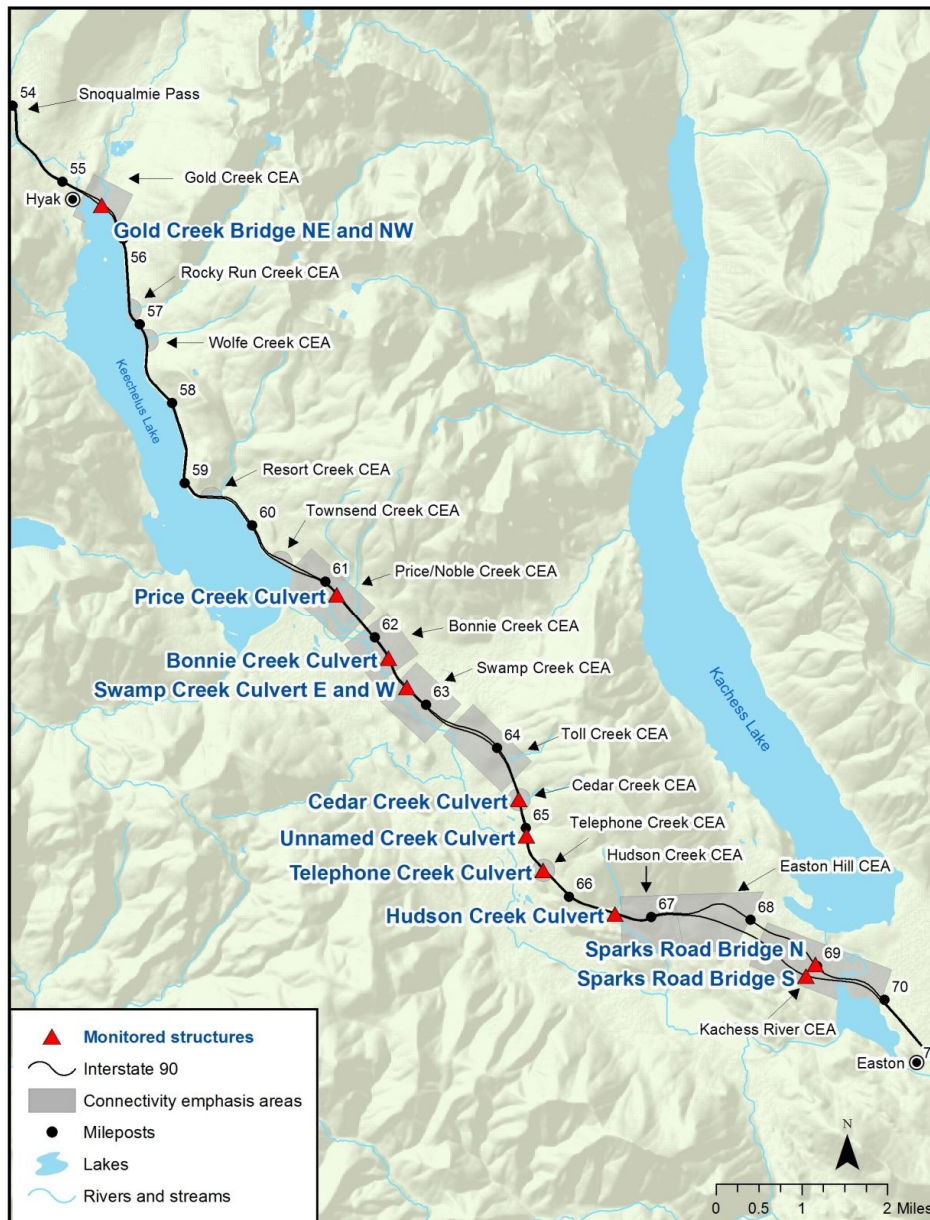 54
Snoqualmie Pass
55
Gold Creek CEA
Hyak
Gold Creek Bridge NE and NW
56
Rocky Run Creek CEA
57
Wolfe Creek CEA
Keechelus Lake
58
59
Resort Creek CEA
60
Townsend Creek CEA
61
Price/Noble Creek CEA
Price Creek Culvert
62
Bonnie Creek CEA
Bonnie Creek Culvert
Swamp Creek CEA
Swamp Creek Culvert E and W
63
Kachess Lake
64
Toll Creek CEA
Cedar Creek CEA
Cedar Creek Culvert
65
Telephone Creek CEA
Unnamed Creek Culvert
Hudson Creek CEA
Easton Hill CEA
Telephone Creek Culvert
66
67
68
Hudson Creek Culvert
Sparks Road Bridge N
69
Sparks Road Bridge S
70
Kachess River CEA
7
Easton
Monitored structures
Interstate 90
Connectivity emphasis areas
Mileposts
Lakes
Rivers and streams
N
0 0.5 1 2 Miles